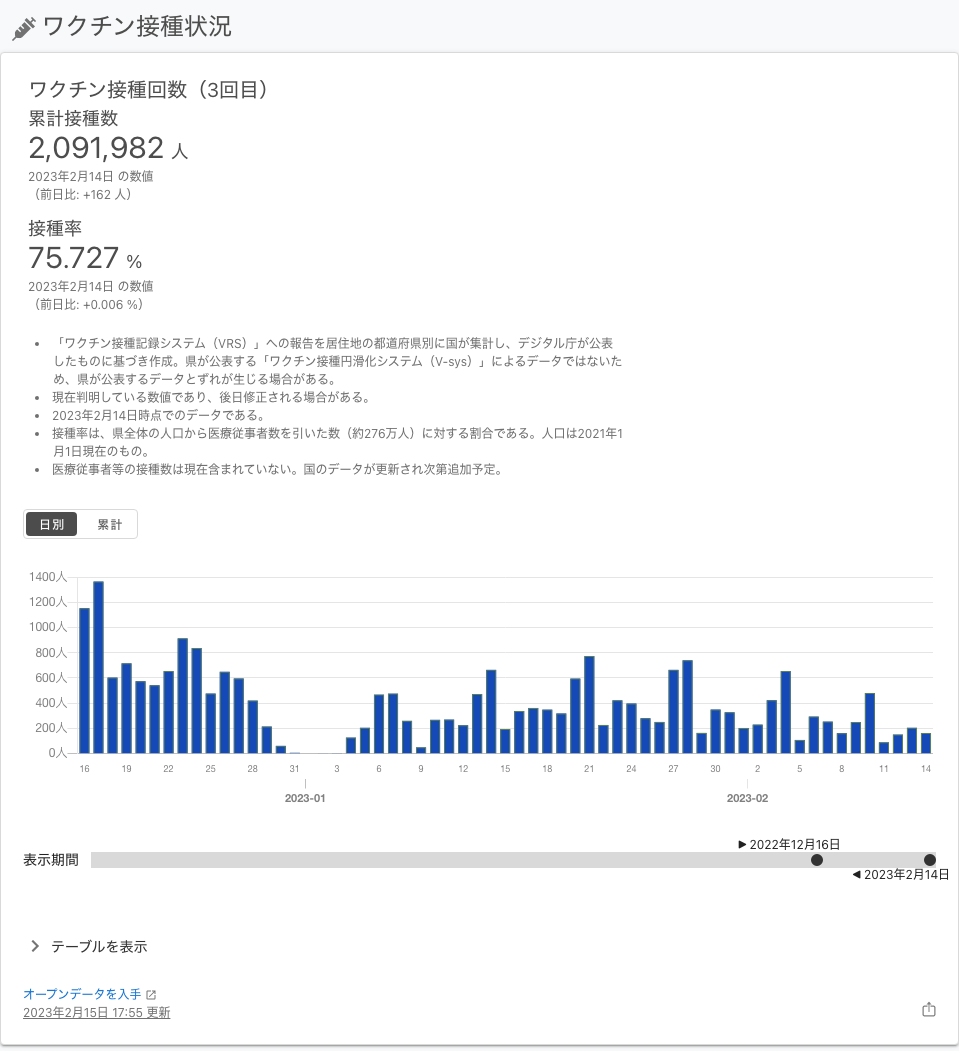 ワクチン接種状況
ワクチン接種回数（3回目）
累計接種数
2,091,982 人
2023年2月14日 の数値
（前日比: +162 人）
接種率
75.727 %
2023年2月14日 の数値
（前日比: +0.006 %）
• 「ワクチン接種記録システム（VRS）」への報告を居住地の都道府県別に国が集計し、デジタル庁が公表
したものに基づき作成。県が公表する「ワクチン接種円滑化システム（V-sys）」によるデータではないた
め、県が公表するデータとずれが生じる場合がある。
• 現在判明している数値であり、後日修正される場合がある。
• 2023年2月14日時点でのデータである。
• 接種率は、県全体の人口から医療従事者数を引いた数（約276万人）に対する割合である。人口は2021年1
月1日現在のもの。
• 医療従事者等の接種数は現在含まれていない。国のデータが更新され次第追加予定。
日別 累計
1400人
1200人
1000人
800人
600人
400人
200人
0人
16 19 22 25 28 31 3 6 9 12 15 18 21 24 27 30 2 5 8 11 14
2023-01 2023-02
2022年12月16日
表示期間
2023年2月14日
テーブルを表示
オープンデータを入手
2023年2月15日 17:55 更新